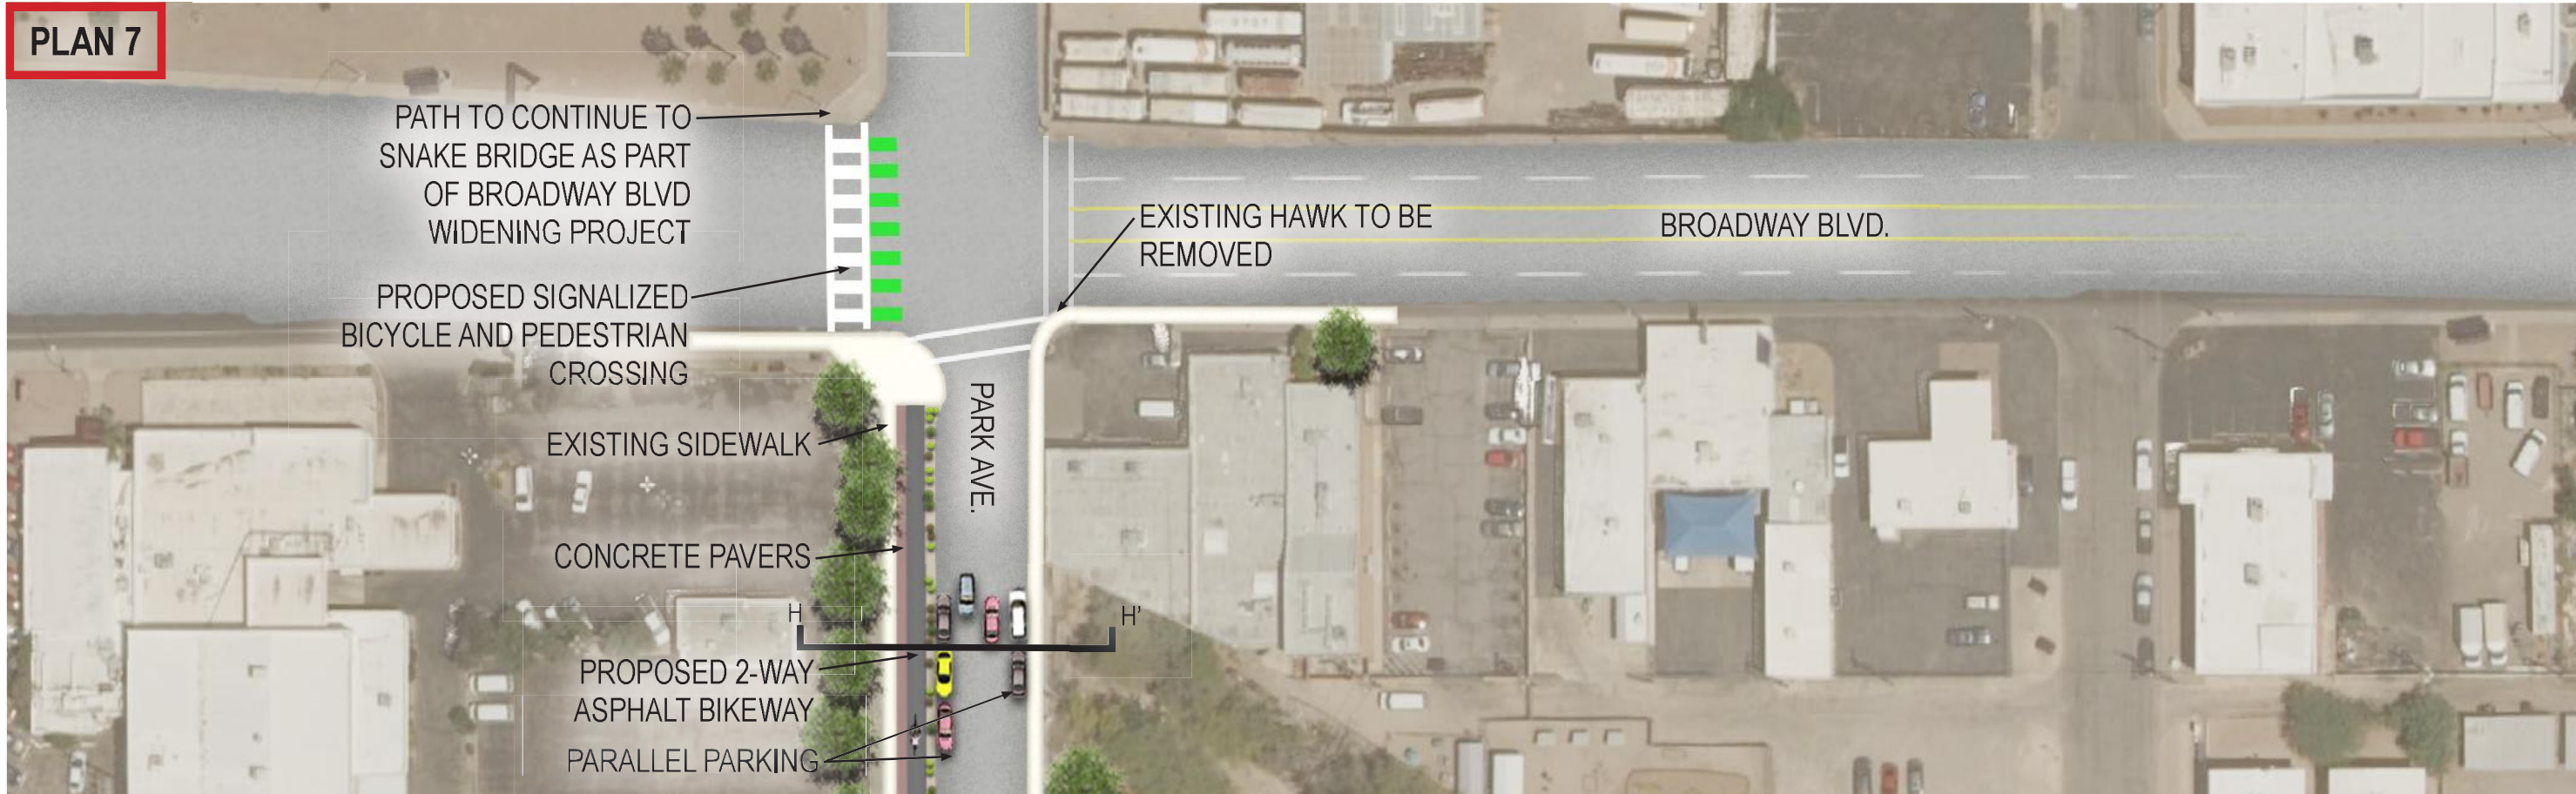 PLAN 7
PATH TO CONTINUE TO
SNAKE BRIDGE AS PART
OF BROADWAY BLVD
WIDENING PROJECT
EXISTING HAWK TO BE
REMOVED
BROADWAY BLVD.
PROPOSED SIGNALIZED
BICYCLE AND PEDESTRIAN
CROSSING
PARK AVE.
EXISTING SIDEWALK
CONCRETE PAVERS
H
H'
PROPOSED 2-WAY
ASPHALT BIKEWAY
PARALLEL PARKING